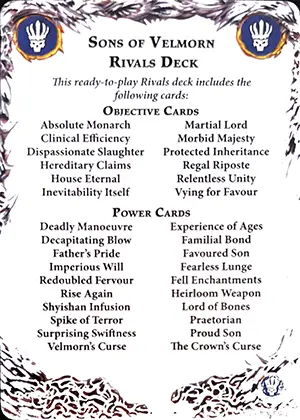 Sons of Velmorn
Rivals Deck
This ready-to-play Rivals deck includes the
following cards:
Objective Cards
Absolute Monarch Martial Lord
Clinical Efficiency Morbid Majesty
Dispassionate Slaughter Protected Inheritance
Hereditary Claims Regal Riposte
House Eternal Relentless Unity
Inevitability Itself Vying for Favour
Power Cards
Deadly Manoeuvre Experience of Ages
Decapitating Blow Familial Bond
Father's Pride Favoured Son
Imperious Will Fearless Lunge
Redoubled Fervour Fell Enchantments
Rise Again Heirloom Weapon
Shyishan Infusion Lord of Bones
Spike of Terror Praetorian
Surprising Swiftness Proud Son
Velmorn's Curse The Crown's Curse